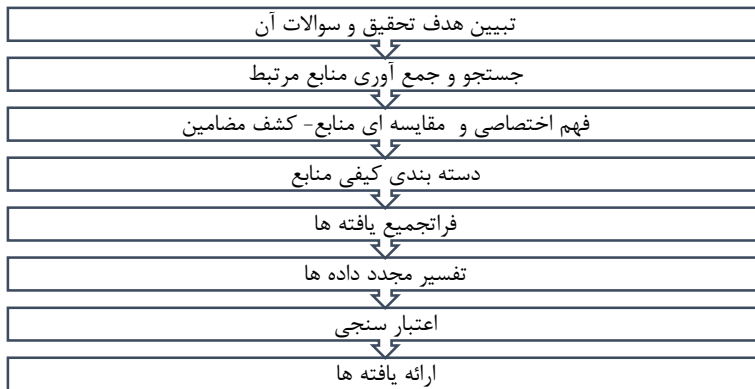 تبیین هدف تحقیق و سوالات آن
جستجو و جمع آوری منابع مرتبط
فهم اختصاصی و مقایسه ای منابع- کشف مضامین
دسته بندی کیفی منابع
فراتجمیع یافته ها
تفسیر مجدد داده ها
اعتبار سنجی
ارائه یافته ها